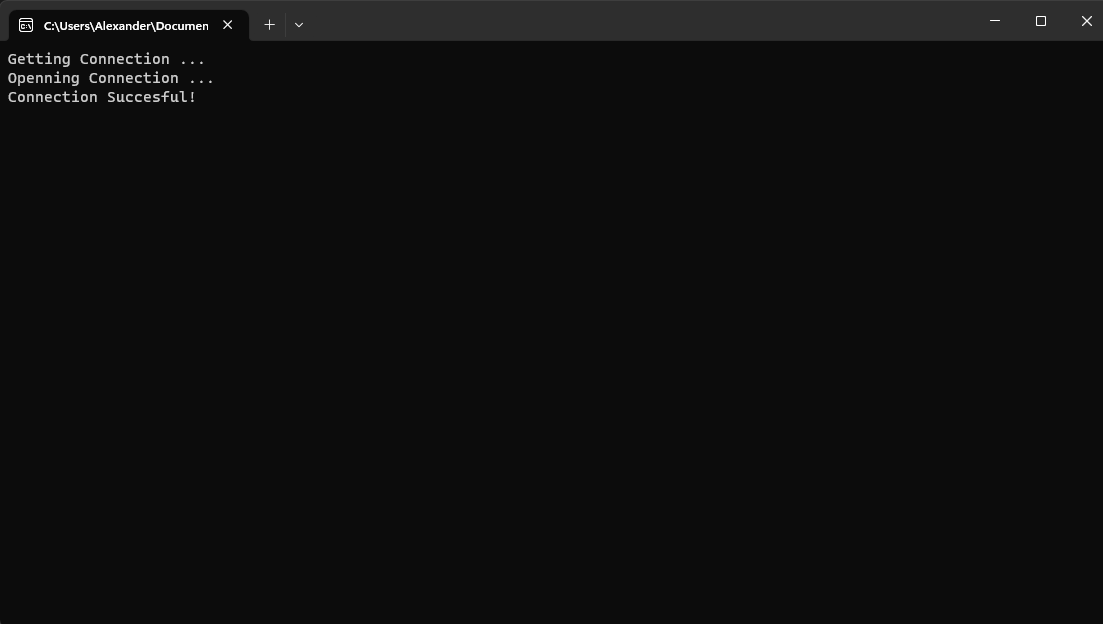 C:\Users\Alexander\Documen
Getting Connection ...
Openning Connection ...
Connection Succesful!